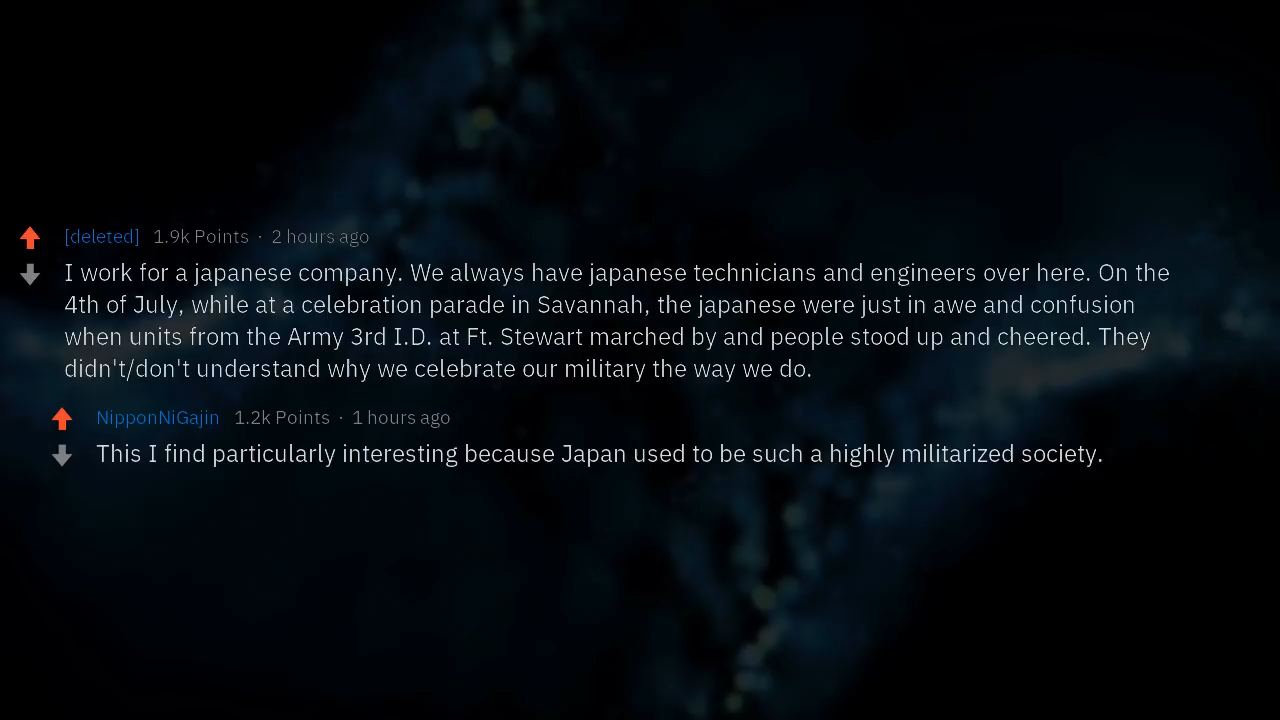 [deleted] 1.9k Points · 2 hours ago
I work for a japanese company. We always have japanese technicians and engineers over here. On the
4th of July, while at a celebration parade in Savannah, the japanese were just in awe and confusion
when units from the Army 3rd I.D. at Ft. Stewart marched by and people stood up and cheered. They
didn't/don't understand why we celebrate our military the way we do.
NipponNiGajin 1.2k Points · 1 hours ago
This I find particularly interesting because Japan used to be such a highly militarized society.